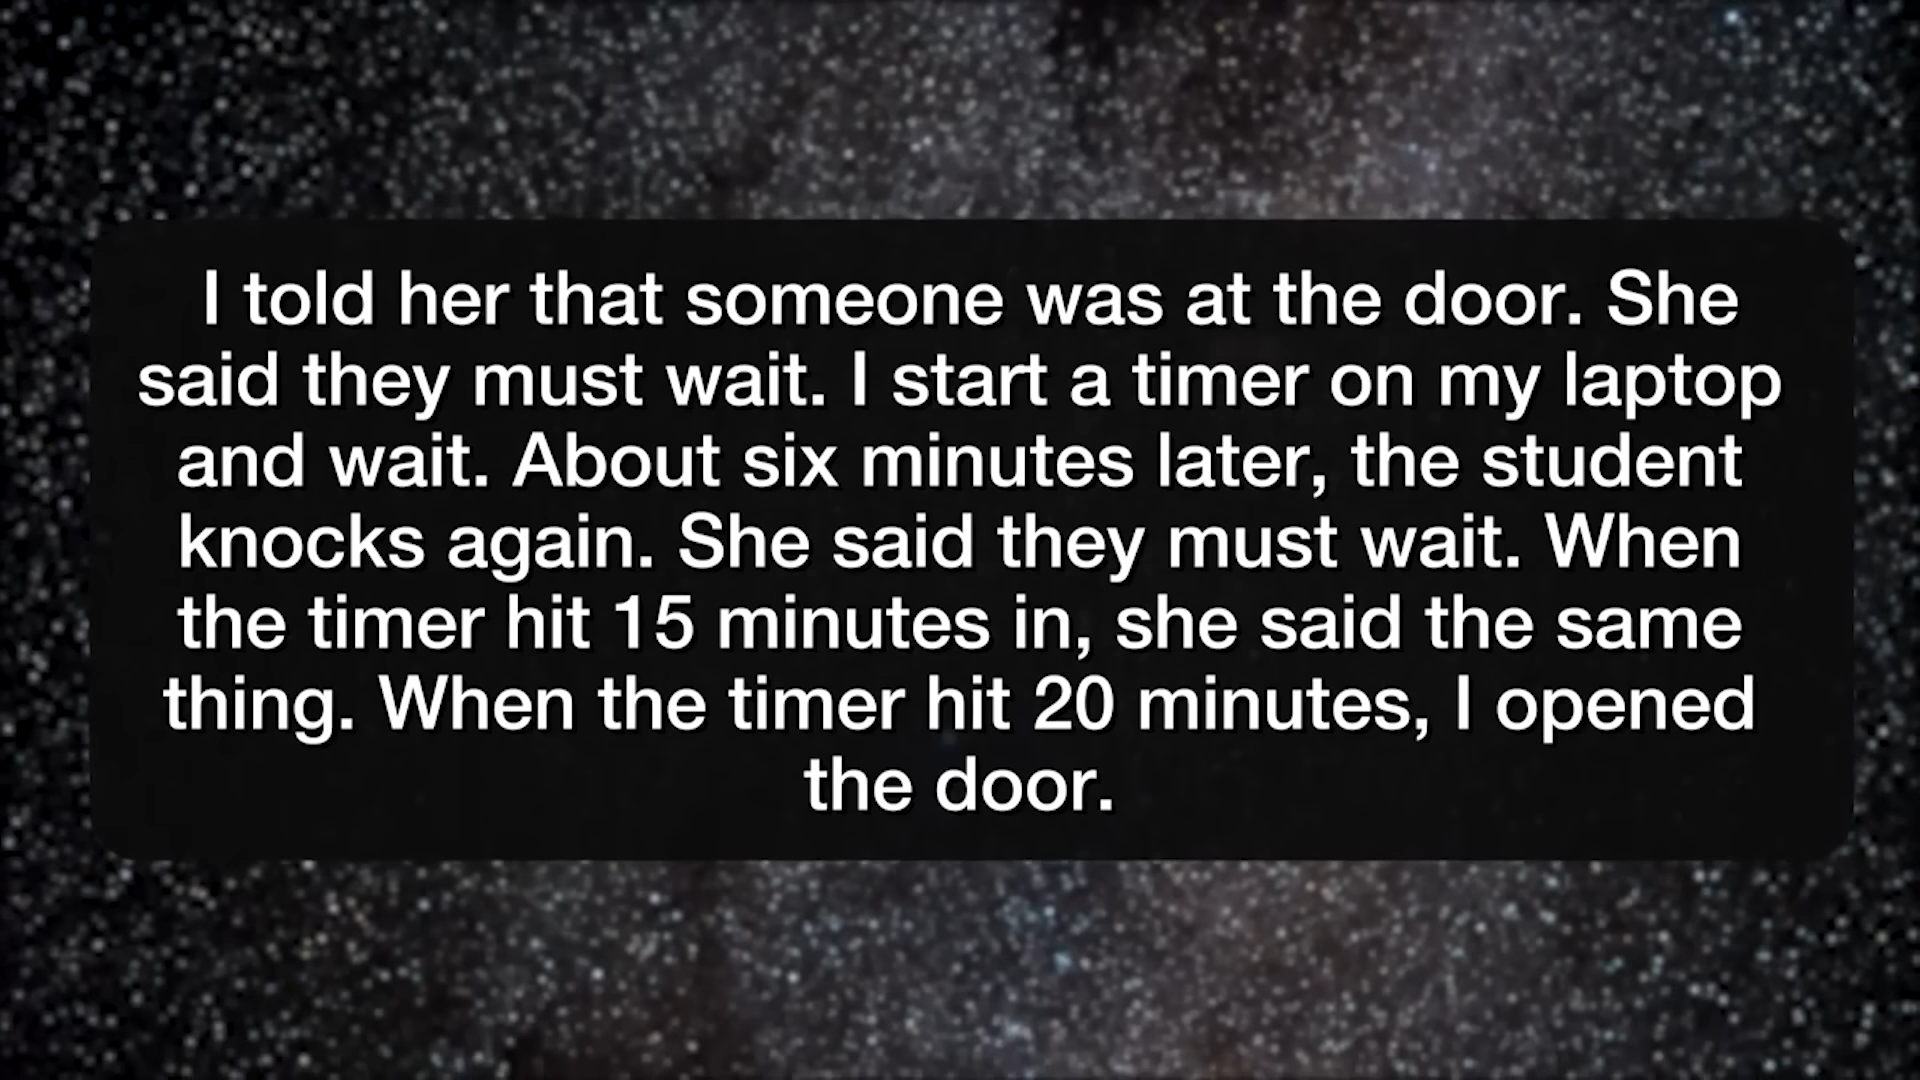 I told her that someone was at the door. She
said they must wait. I start a timer on my laptop
and wait. About six minutes later, the student
knocks again. She said they must wait. When
the timer hit 15 minutes in, she said the same
thing. When the timer hit 20 minutes, I opened
the door.